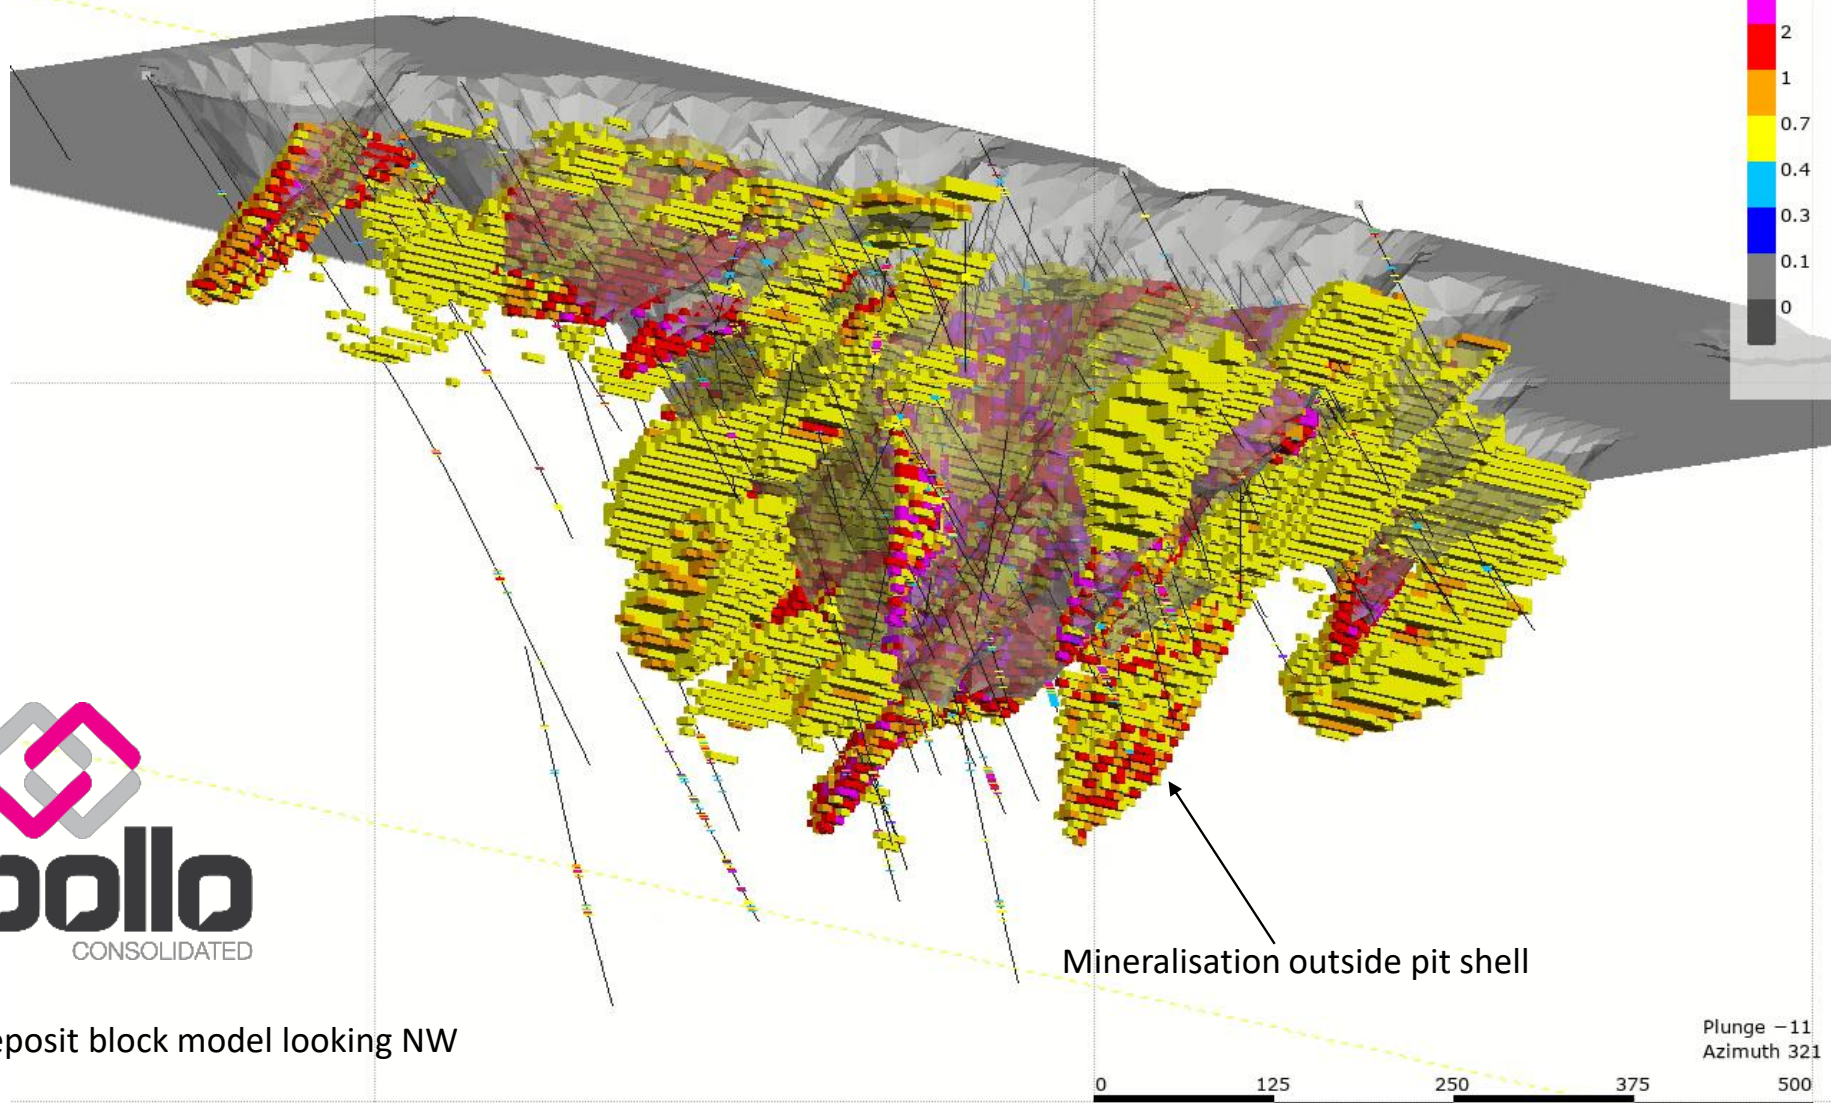 2
1
0.7
0.4
0.3
0.1
0
ollo
CONSOLIDATED
Mineralisation outside pit shell
eposit block model looking NW
Plunge −11
Azimuth 321
0 125 250 375 500